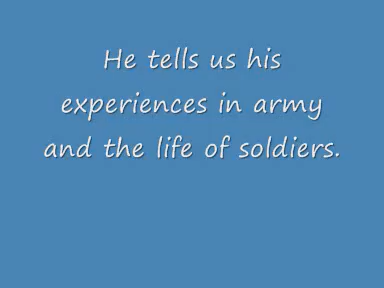 He tells us his
experiences in army
and the life of soldiers.